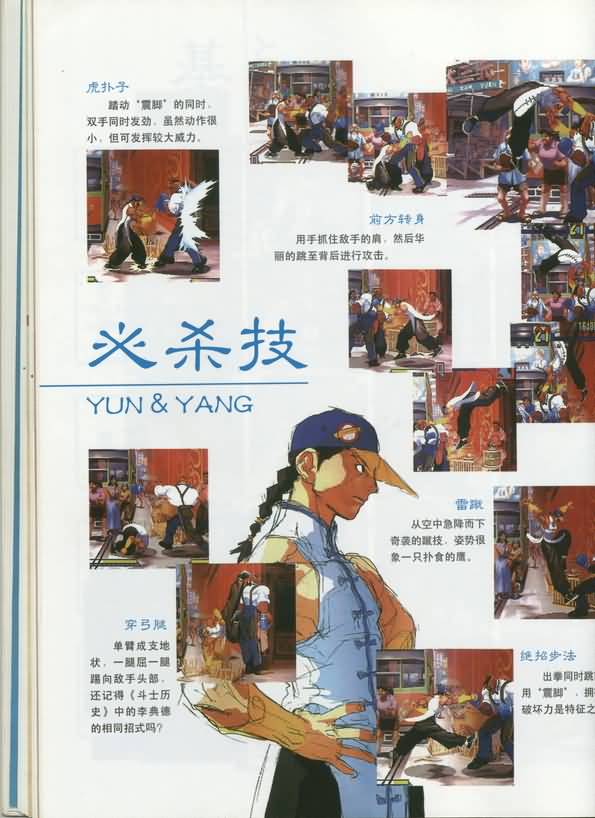 虎扑子
踏动“震脚”的同时，
双手同时发劲，虽然动作很
小，但可发挥较大威力。
前方转身
用手抓住敌手的肩，然后华
丽的跳至背后进行攻击。
必杀技
YUN & YANG
雷蹴
从空中急降而下
奇袭的蹴技，姿势很
象一只扑食的鹰。
穿弓腿
单臂成支地
状，一腿屈一腿
踢向敌手头部，
还记得《斗士历
史》中的李典德
的相同招式吗？
绝招步法
出拳同时跳
用“震脚”，拥
破坏力是特征之